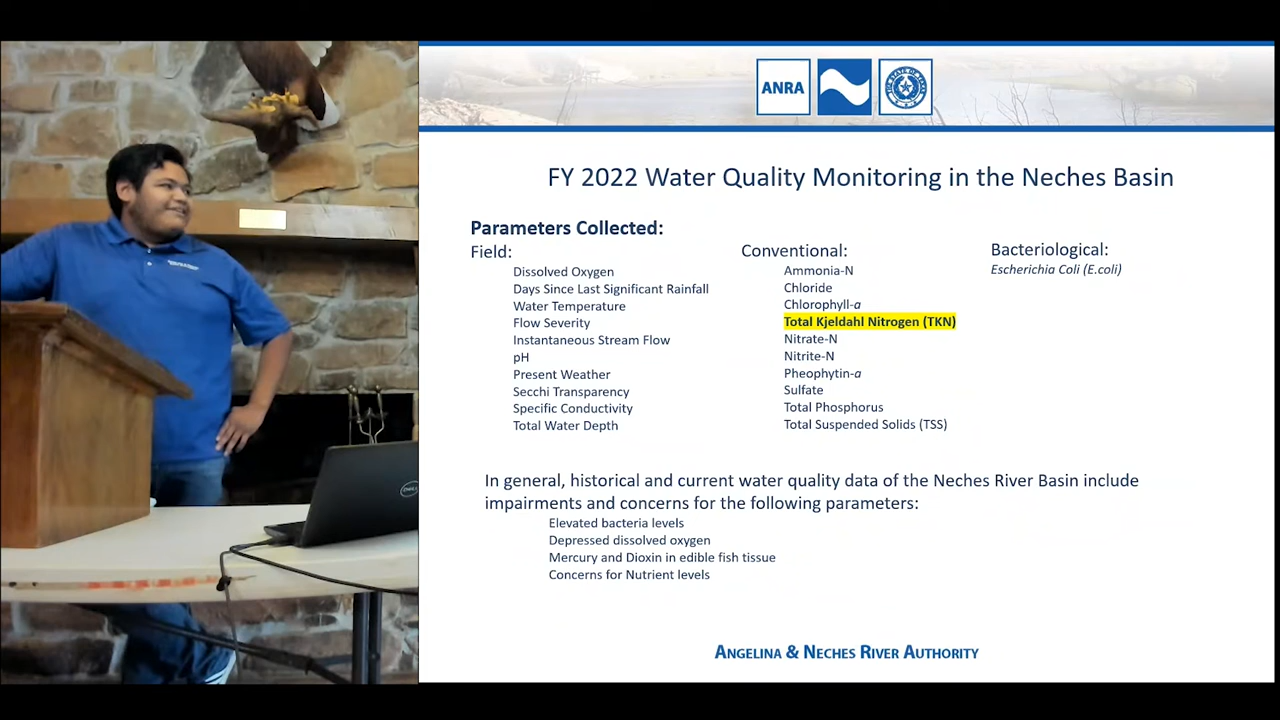 ANRA
FY 2022 Water Quality Monitoring in the Neches Basin
Parameters Collected:
Field:
Dissolved Oxygen
Days Since Last Significant Rainfall
Water Temperature
Flow Severity
Instantaneous Stream Flow
pH
Present Weather
Secchi Transparency
Specific Conductivity
Total Water Depth
Conventional:
Ammonia-N
Chloride
Chlorophyll-a
Total Kjeldahl Nitrogen (TKN)
Nitrate-N
Nitrite-N
Pheophytin-a
Sulfate
Total Phosphorus
Total Suspended Solids (TSS)
Bacteriological:
Escherichia Coli (E.coli)
In general, historical and current water quality data of the Neches River Basin include
impairments and concerns for the following parameters:
Elevated bacteria levels
Depressed dissolved oxygen
Mercury and Dioxin in edible fish tissue
Concerns for Nutrient levels
ANGELINA & NECHES RIVER AUTHORITY
DELL